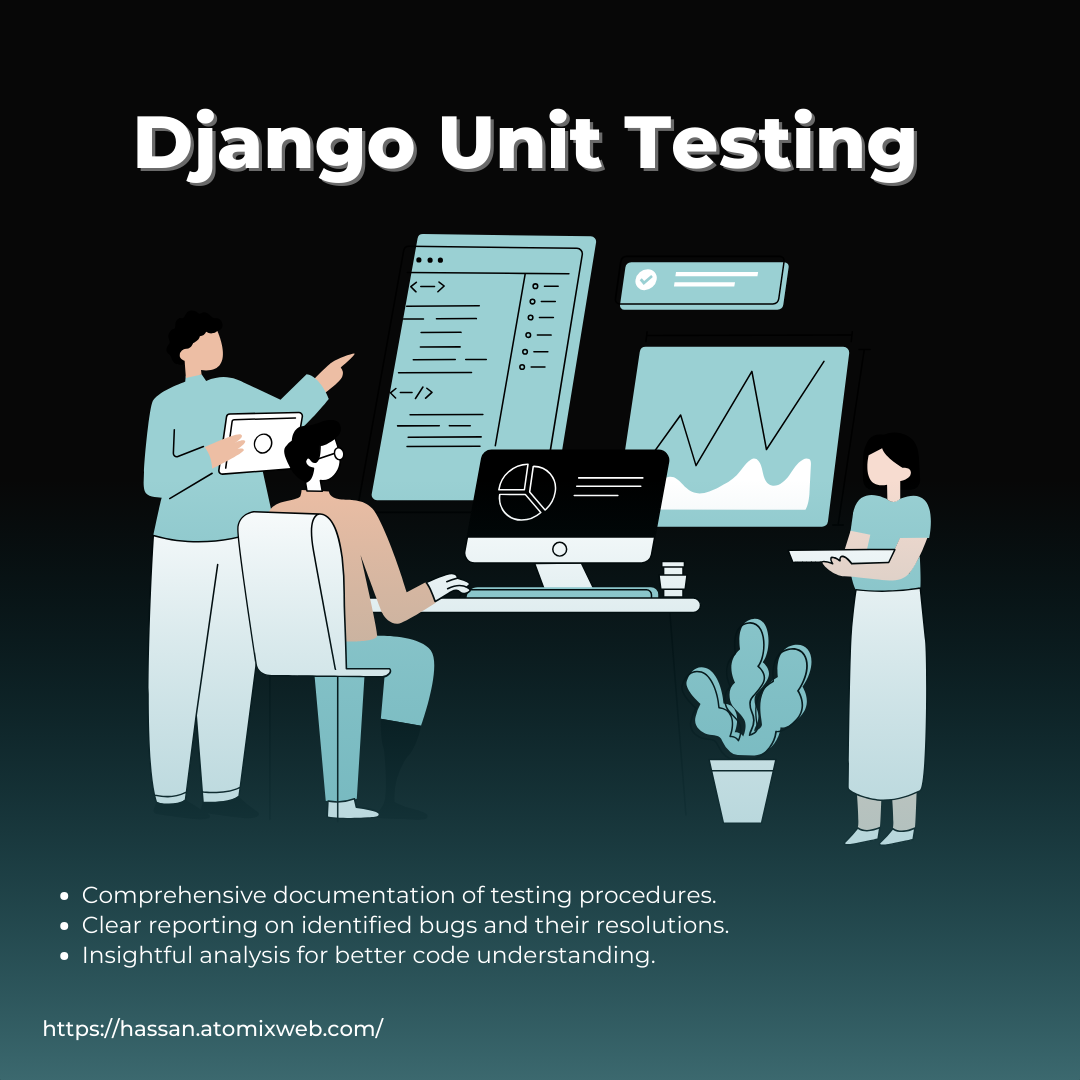 Django Unit Testing
<—>
<—/>
• Comprehensive documentation of testing procedures.
• Clear reporting on identified bugs and their resolutions.
• Insightful analysis for better code understanding.
https://hassan.atomixweb.com/